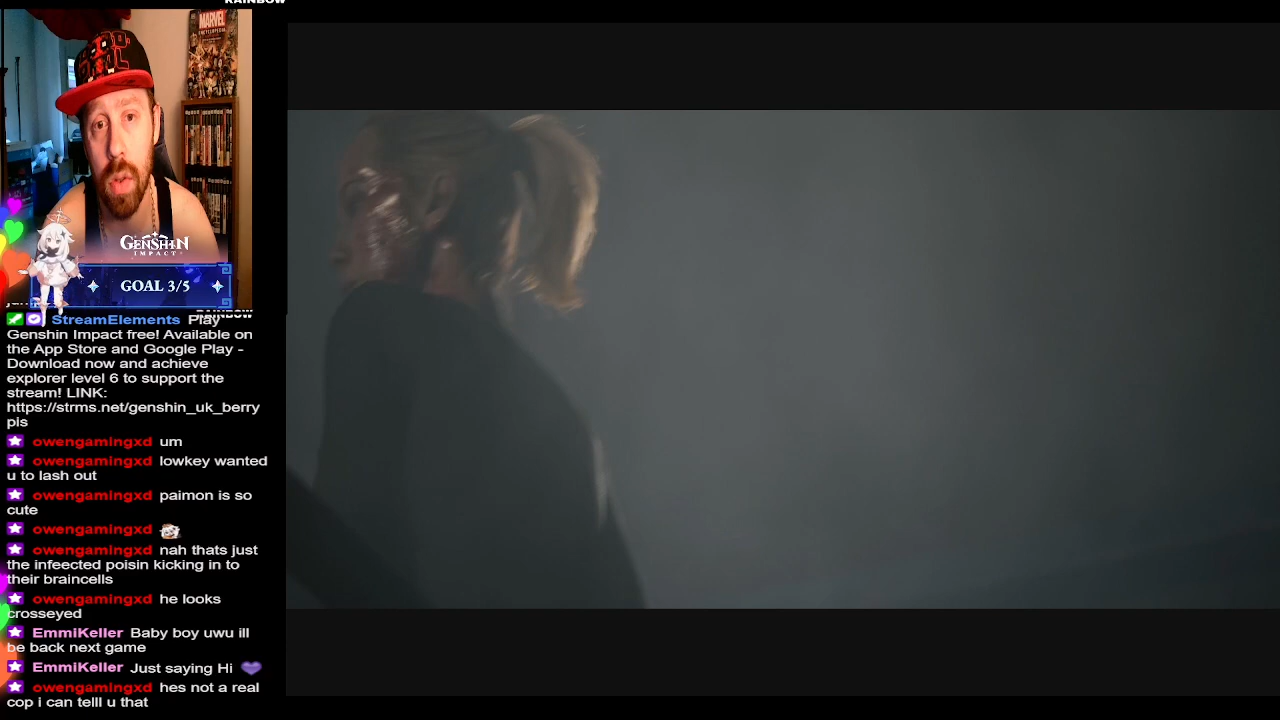 RAINBOW
MARVEL
ENCYCLOPEDIA
GENSHIN
IMPACT
GOAL 3/5
RAINBOW
StreamElements Play
Genshin Impact free! Available on
the App Store and Google Play -
Download now and achieve
explorer level 6 to support the
stream! LINK:
https://strms.net/genshin_uk_berry
pis
owengamingxd um
owengamingxd lowkey wanted
u to lash out
owengamingxd paimon is so
cute
owengamingxd
owengamingxd nah thats just
the infeected poisin kicking in to
their braincells
owengamingxd he looks
crosseyed
EmmiKeller Baby boy uwu ill
be back next game
EmmiKeller Just saying Hi
owengamingxd hes not a real
cop i can telll u that